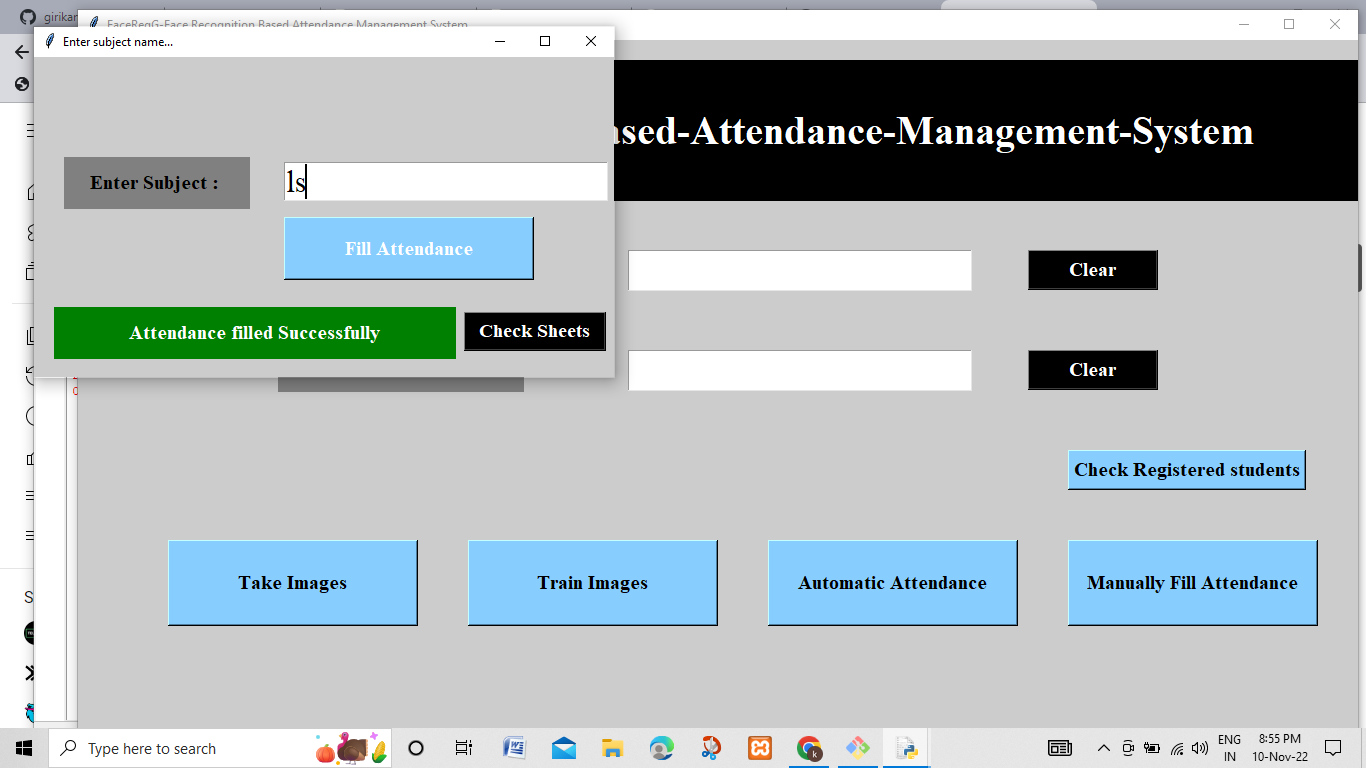 girikar
FaceRegG-Face Recognition Based Attendance Management System
Enter subject name...
ased-Attendance-Management-System
Enter Subject :
ls
Fill Attendance
Clear
Attendance filled Successfully
Check Sheets
Clear
Check Registered students
Take Images
Train Images
Automatic Attendance
Manually Fill Attendance
S
Type here to search
k
ENG
IN
8:55 PM
10-Nov-22